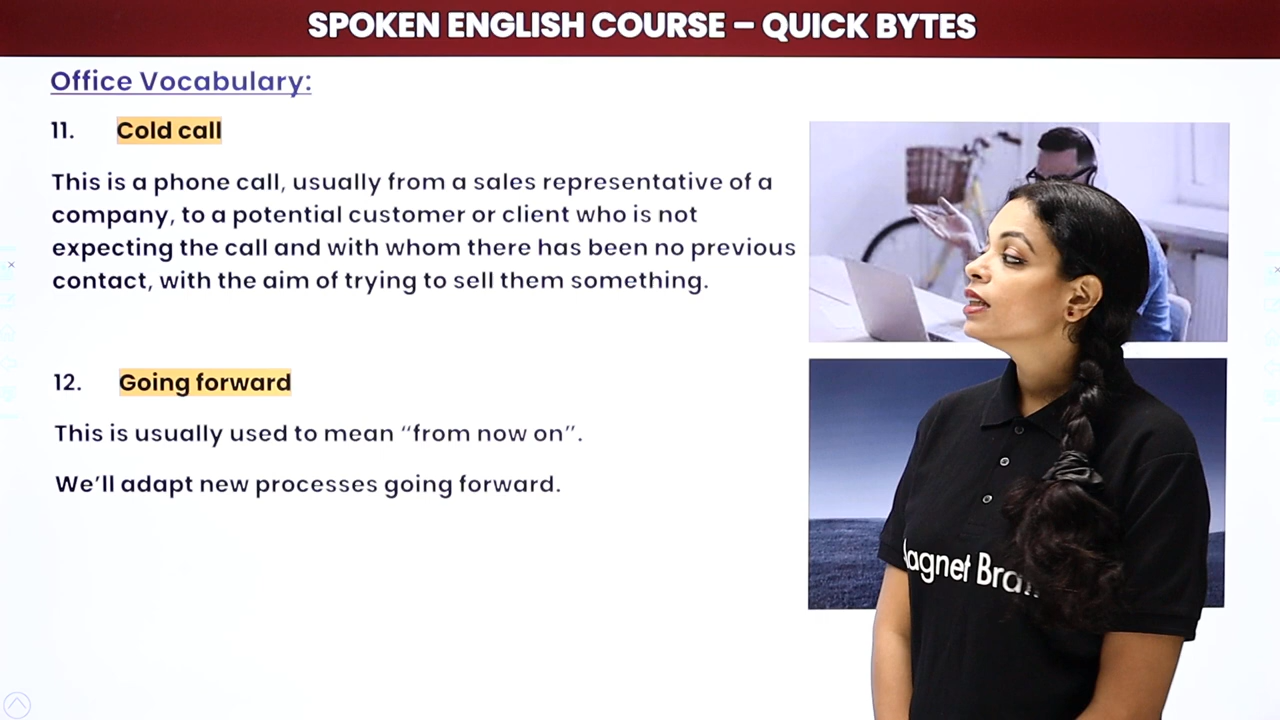 SPOKEN ENGLISH COURSE – QUICK BYTES
Office Vocabulary:
11. Cold call
This is a phone call, usually from a sales representative of a
company, to a potential customer or client who is not
expecting the call and with whom there has been no previous
contact, with the aim of trying to sell them something.
12. Going forward
This is usually used to mean “from now on”.
We’ll adapt new processes going forward.